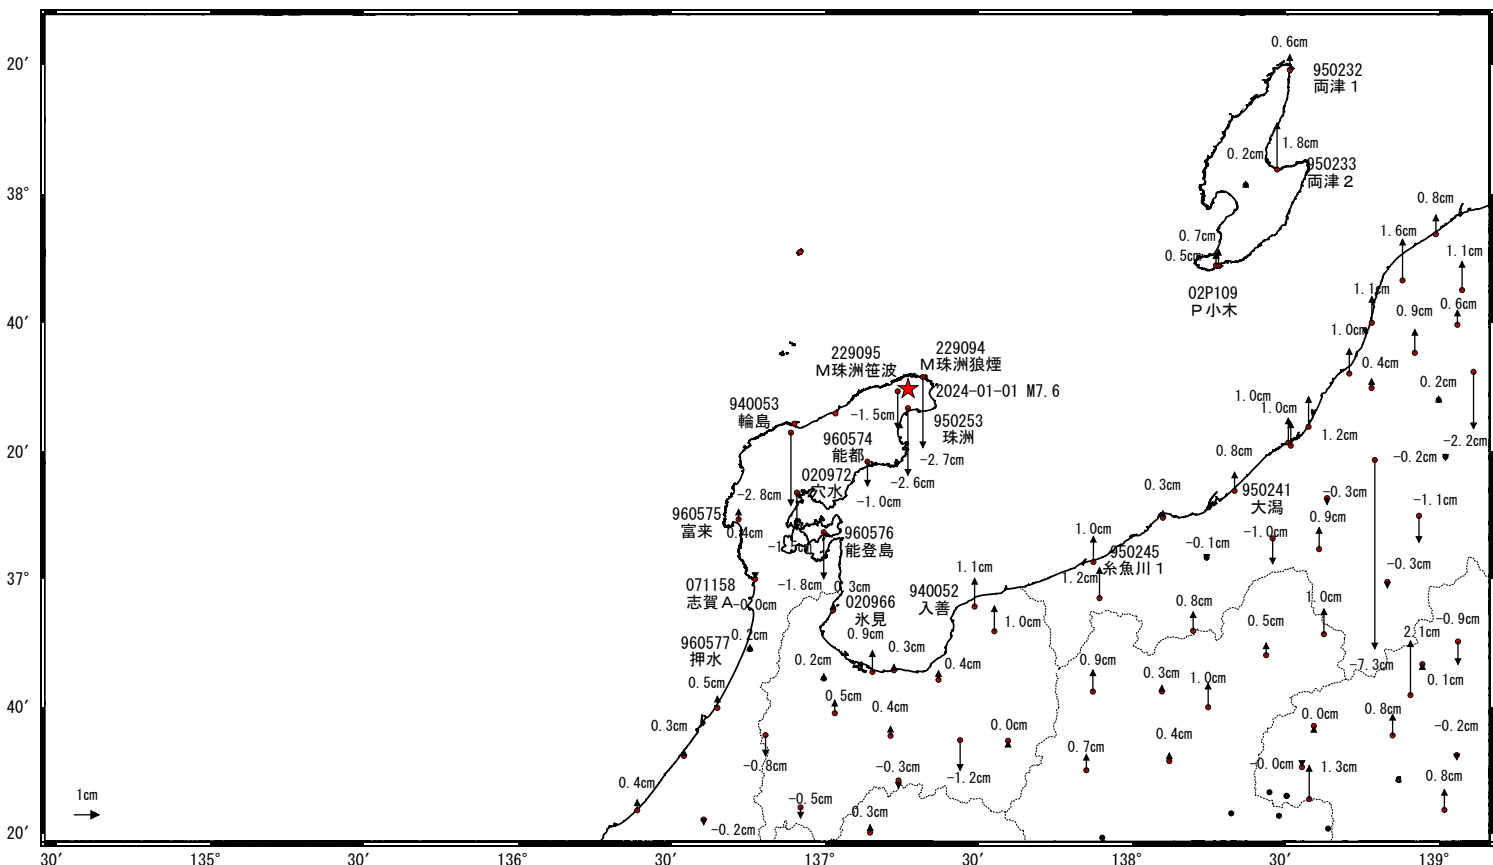 0.6cm
20′
950232
両津１
1.8cm
0.2cm
950233
両津２
38°
0.8cm
0.7cm
1.6cm
0.5cm
1.1cm
02P109
Ｐ小木
1.1cm
0.6cm
0.9cm
40′
1.0cm
229095
Ｍ珠洲笹波
229094
Ｍ珠洲狼煙
0.4cm
0.2cm
2024-01-01 M7.6
940053
輪島
-1.5cm
950253
珠洲
1.0cm
1.0cm
1.2cm
-2.2cm
960574
能都
20′
-2.7cm
0.8cm
-0.2cm
020972
穴水
-2.6cm
-2.8cm
-1.0cm
950241
大潟
-0.3cm
-1.1cm
0.3cm
960575
富来
0.4cm
960576
能登島
1.0cm
-1.0cm
0.9cm
-0.1cm
950245
糸魚川１
37°
071158
志賀Ａ
-0.0cm
-1.8cm
0.3cm
1.1cm
1.2cm
-0.3cm
940052
入善
020966
氷見
1.0cm
0.8cm
1.0cm
0.5cm
-0.9cm
2.1cm
960577
押水
0.2cm
0.9cm
0.3cm
0.4cm
0.2cm
0.9cm
0.3cm
1.0cm
-7.3cm
0.1cm
0.5cm
0.5cm
40′
0.3cm
0.4cm
0.0cm
0.0cm
0.8cm
-0.2cm
0.7cm
0.4cm
-0.8cm
-0.3cm
-1.2cm
-0.0cm
1.3cm
0.8cm
0.4cm
1cm
-0.5cm
0.3cm
-0.2cm
20′
30′
135°
30′
136°
30′
137°
30′
138°
30′
139°